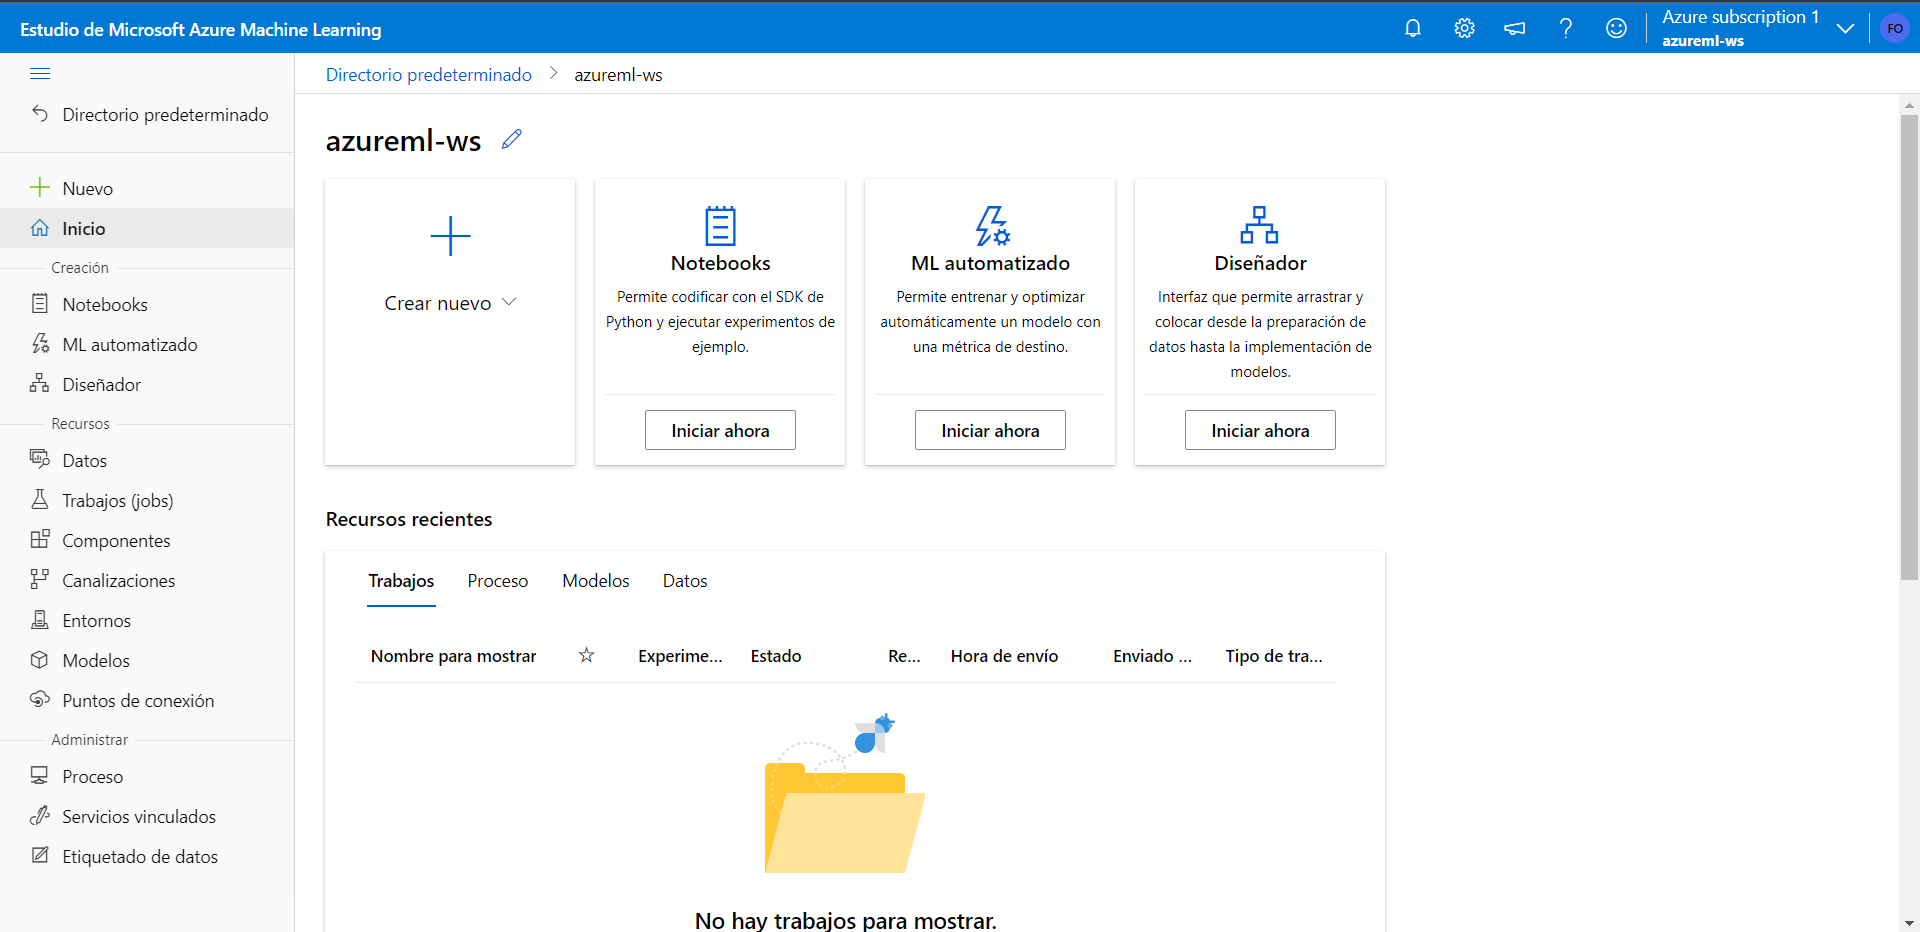 Estudio de Microsoft Azure Machine Learning
Azure subscription 1
azureml-ws
FO
Directorio predeterminado
azureml-ws
Directorio predeterminado
Nuevo
Inicio
Creación
Notebooks
ML automatizado
Diseñador
Recursos
Datos
Trabajos (jobs)
Componentes
Canalizaciones
Entornos
Modelos
Puntos de conexión
Administrar
Proceso
Servicios vinculados
Etiquetado de datos
azureml-ws
Crear nuevo
Notebooks
Permite codificar con el SDK de
Python y ejecutar experimentos de
ejemplo.
Iniciar ahora
ML automatizado
Permite entrenar y optimizar
automáticamente un modelo con
una métrica de destino.
Iniciar ahora
Diseñador
Interfaz que permite arrastrar y
colocar desde la preparación de
datos hasta la implementación de
modelos.
Iniciar ahora
Recursos recientes
Trabajos Proceso Modelos Datos
Nombre para mostrar Experime... Estado Re... Hora de envío Enviado ... Tipo de tra...
No hay trabajos para mostrar.